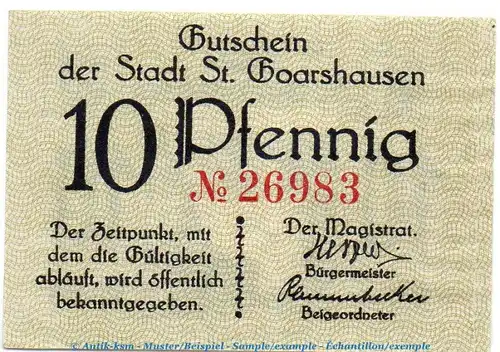 Gutschein
der Stadt St. Goarshausen
10 Pfennig
№ 26983
Der Zeitpunkt, mit
dem die Gültigkeit
abläuft, wird öffentlich
bekanntgegeben.
Der Magistrat.
Bürgermeister
Beigeordneter
© Antik-ksm - Muster/Beispiel - Sample/example - Echantillon/exemple